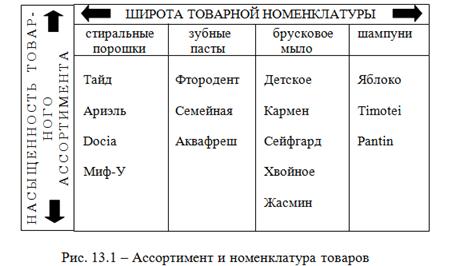 ШИРОТА ТОВАРНОЙ НОМЕНКЛАТУРЫ
НАСЫЩЕННОСТЬ ТОВАР-
НОГО
АССОРТИМЕНТА
стиральные порошки
зубные пасты
брусковое мыло
шампуни
Тайд
Фтородент
Детское
Яблоко
Ариэль
Семейная
Кармен
Timotei
Docia
Аквафреш
Сейфгард
Pantin
Миф-У
Хвойное
Жасмин
Рис. 13.1 – Ассортимент и номенклатура товаров